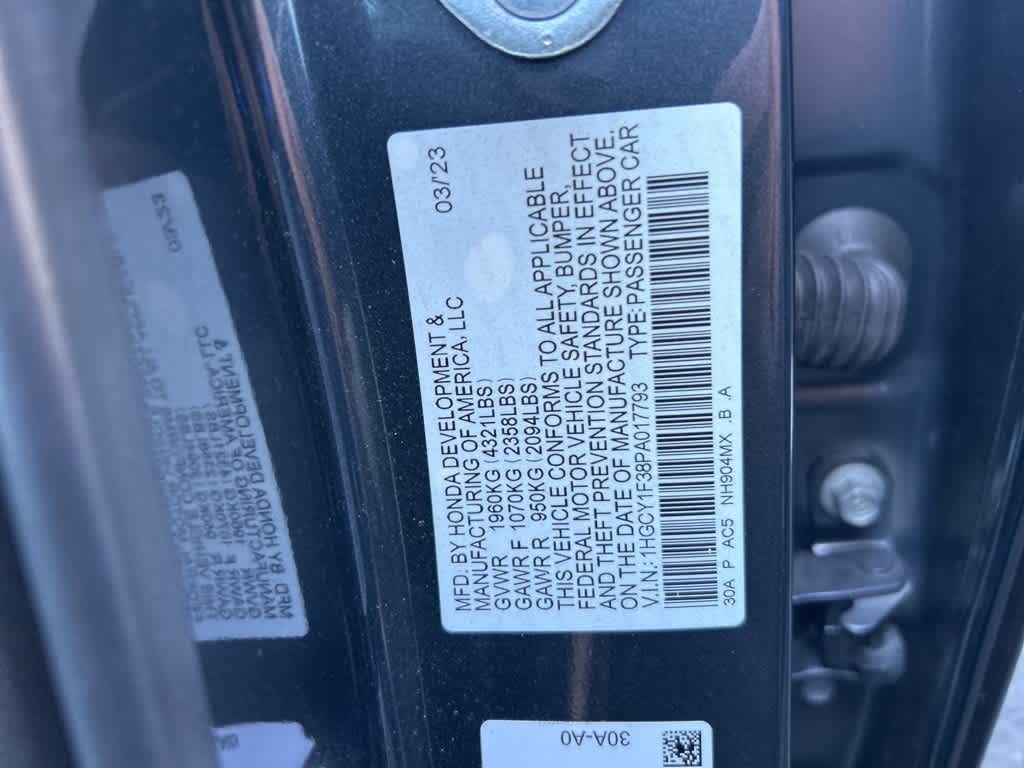 MFD. BY HONDA DEVELOPMENT & 03/23
MANUFACTURING OF AMERICA, LLC
GVWR 1960KG (4321LBS)
GAWR F 1070KG (2358LBS)
GAWR R 950KG (2094LBS)
THIS VEHICLE CONFORMS TO ALL APPLICABLE
FEDERAL MOTOR VEHICLE SAFETY, BUMPER,
AND THEFT PREVENTION STANDARDS IN EFFECT
ON THE DATE OF MANUFACTURE SHOWN ABOVE.
V.I.N.:1HGCY1F38PA017793 TYPE:PASSENGER CAR
30A P AC5 NH904MX .B .A
30A-A0